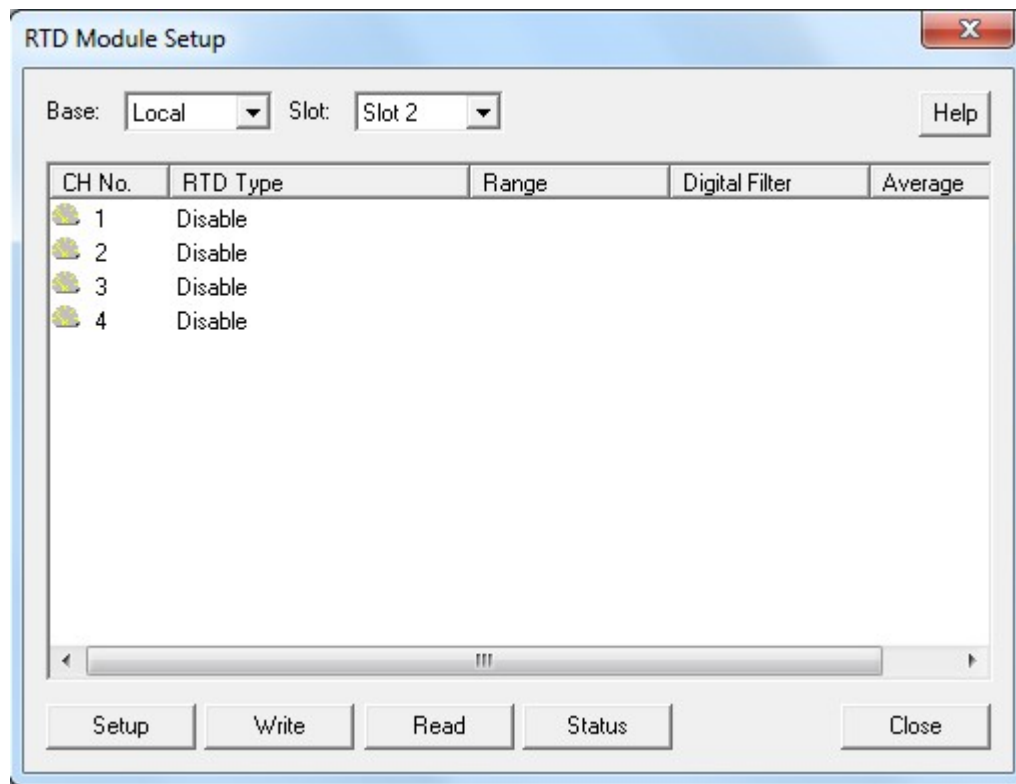 RTD Module Setup
Base: Local Slot: Slot 2 Help
CH No. RTD Type Range Digital Filter Average
1 Disable
2 Disable
3 Disable
4 Disable
Setup Write Read Status Close